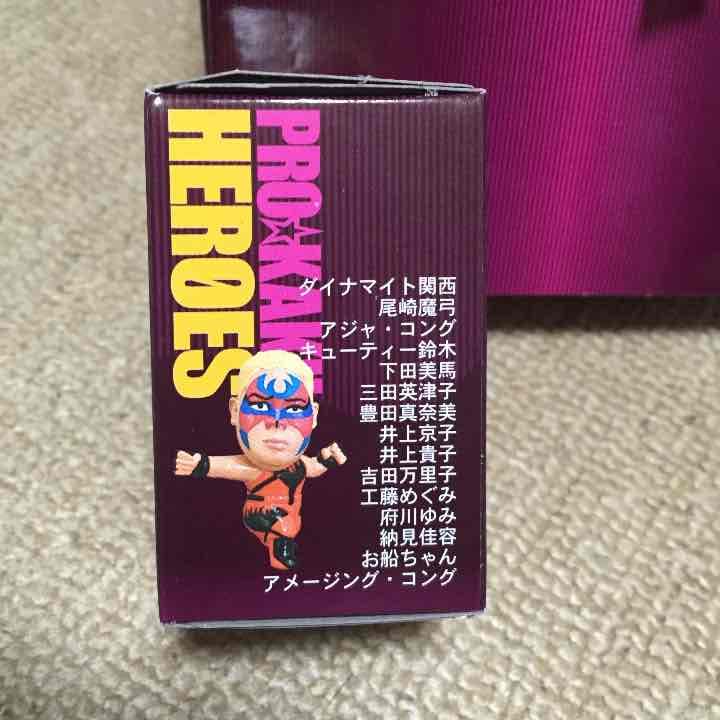 PRO☆KAKU
HEROES
ダイナマイト関西
尾崎魔弓
アジャ・コング
キューティー鈴木
下田美馬
三田英津子
豊田真奈美
井上京子
井上貴子
吉田万里子
工藤めぐみ
府川ゆみ
納見佳容
お船ちゃん
アメージング・コング